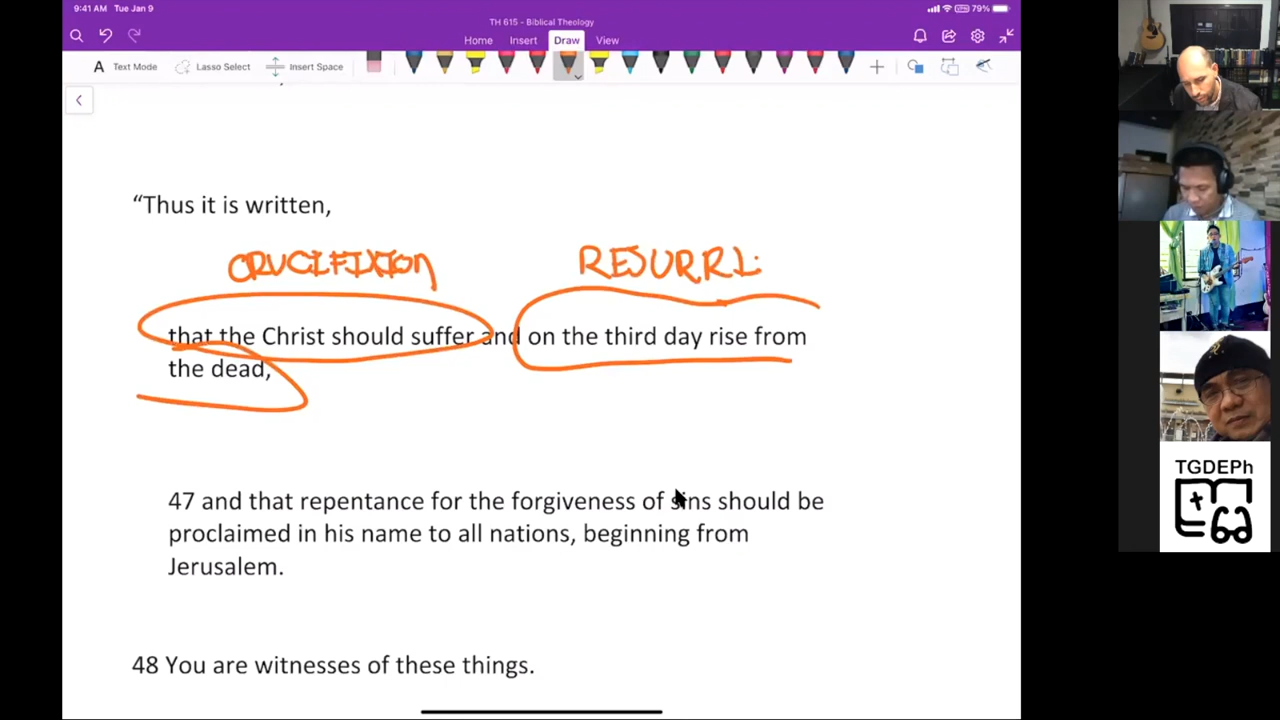 9:41 AM Tue Jan 9
VPN 79%
TH 615 - Biblical Theology
Home Insert Draw View
A Text Mode Lasso Select Insert Space
“Thus it is written,
CRUCIFIXION RESURRE
that the Christ should suffer and on the third day rise from
the dead,
47 and that repentance for the forgiveness of sins should be
proclaimed in his name to all nations, beginning from
Jerusalem.
48 You are witnesses of these things.
TGDEPh